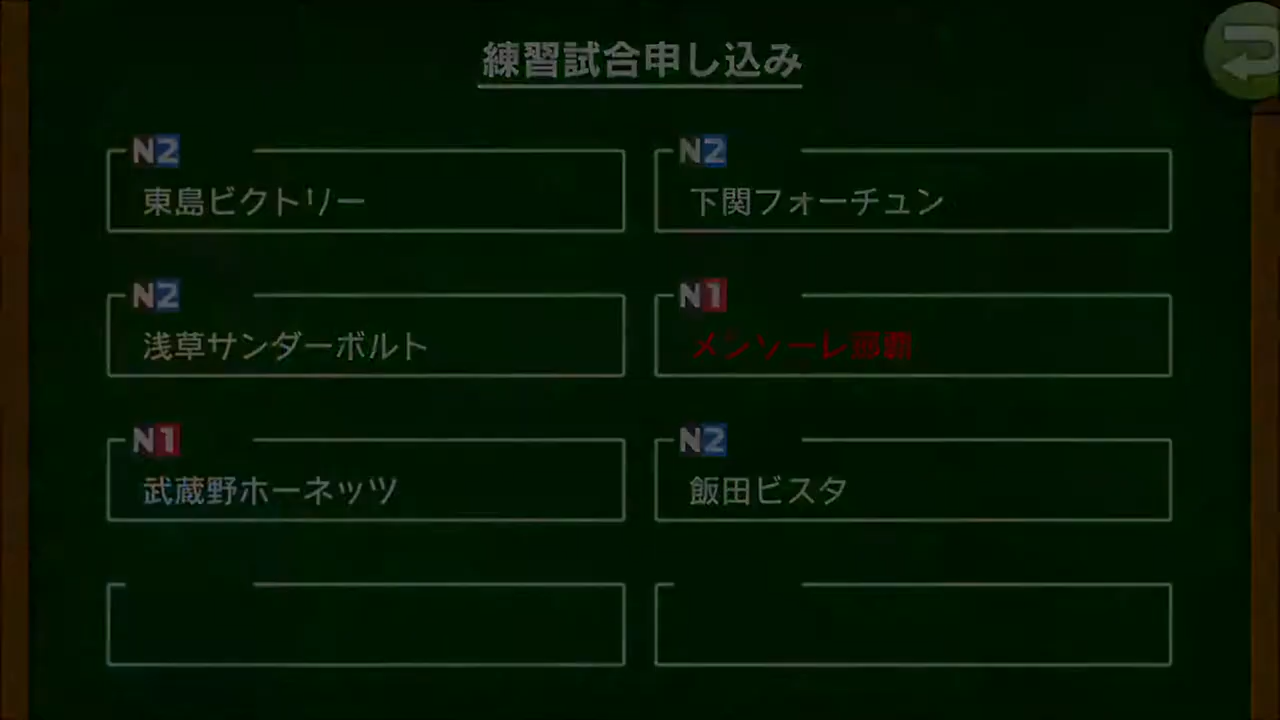 練習試合申し込み
N2
東島ビクトリー
N2
下関フォーチュン
N2
浅草サンダーボルト
N1
メンソーレ那覇
N1
武蔵野ホーネッツ
N2
飯田ビスタ